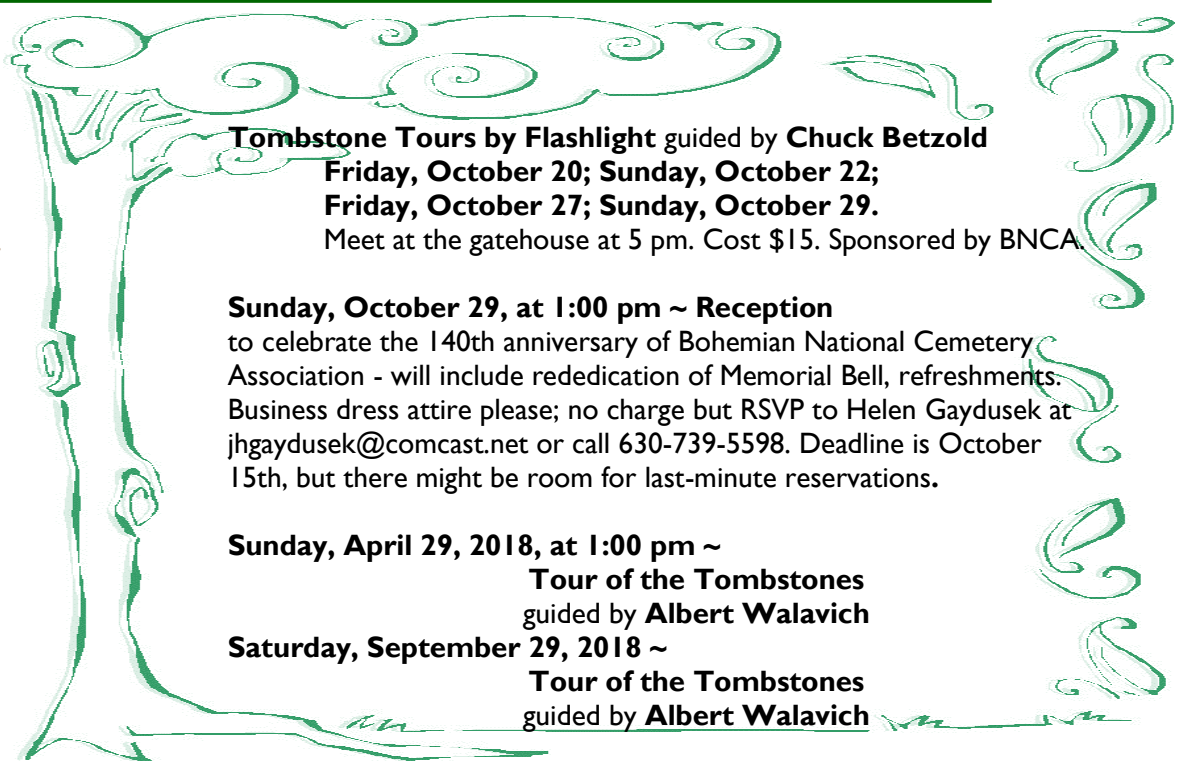 Tombstone Tours by Flashlight guided by Chuck Betzold
Friday, October 20; Sunday, October 22;
Friday, October 27; Sunday, October 29.
Meet at the gatehouse at 5 pm. Cost $15. Sponsored by BNCA.
Sunday, October 29, at 1:00 pm ~ Reception
to celebrate the 140th anniversary of Bohemian National Cemetery
Association - will include rededication of Memorial Bell, refreshments.
Business dress attire please; no charge but RSVP to Helen Gaydusek at
jhgaydusek@comcast.net or call 630-739-5598. Deadline is October
15th, but there might be room for last-minute reservations.
Sunday, April 29, 2018, at 1:00 pm ~
Tour of the Tombstones
guided by Albert Walavich
Saturday, September 29, 2018 ~
Tour of the Tombstones
guided by Albert Walavich